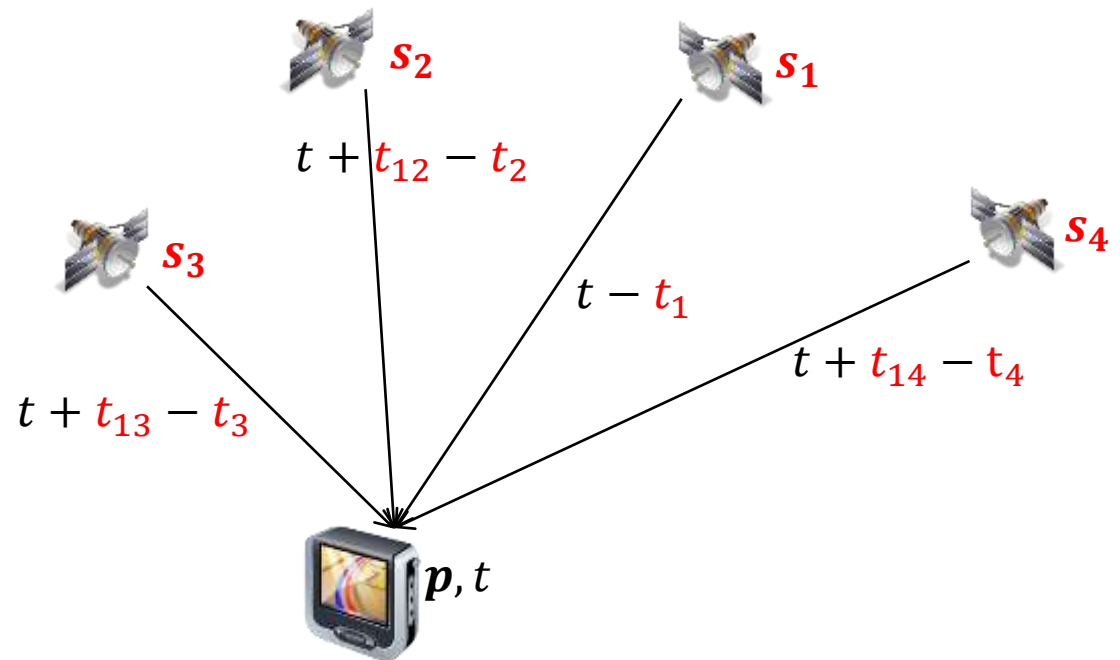 s₂
s₁
t + t₁₂ − t₂
s₃
s₄
t − t₁
t + t₁₄ − t₄
t + t₁₃ − t₃
p, t